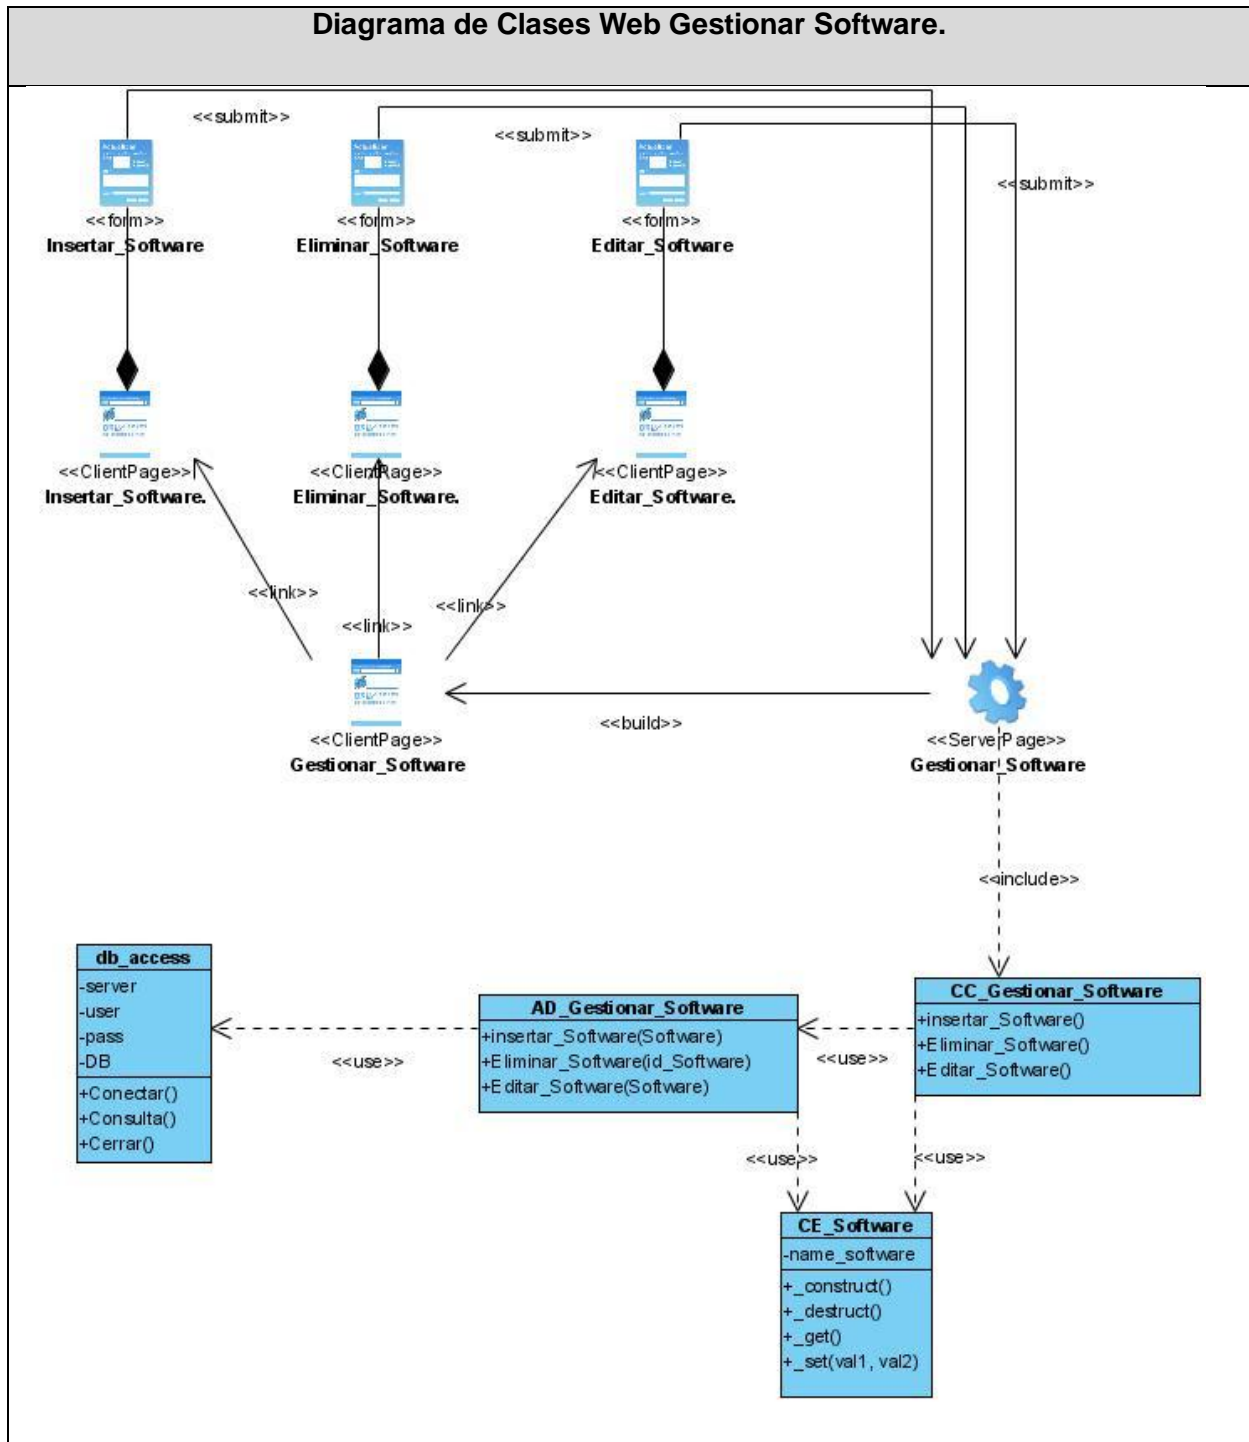 Diagrama de Clases Web Gestionar Software.
<<submit>>
<<submit>>
<<submit>>
<<form>>
Insertar_Software
<<form>>
Eliminar_Software
<<form>>
Editar_Software
<<ClientPage>>
Insertar_Software.
<<ClientPage>>
Eliminar_Software.
<<ClientPage>>
Editar_Software.
<<link>>
<<link>>
<<link>>
<<build>>
<<ClientPage>>
Gestionar_Software
<<ServerPage>>
Gestionar_Software
<<include>>
db_access
-server
-user
-pass
-DB
+Conectar()
+Consulta()
+Cerrar()
<<use>>
AD_Gestionar_Software
+insertar_Software(Software)
+Eliminar_Software(id_Software)
+Editar_Software(Software)
<<use>>
CC_Gestionar_Software
+insertar_Software()
+Eliminar_Software()
+Editar_Software()
<<use>>
<<use>>
CE_Software
-name_software
+_construct()
+_destruct()
+_get()
+_set(val1, val2)